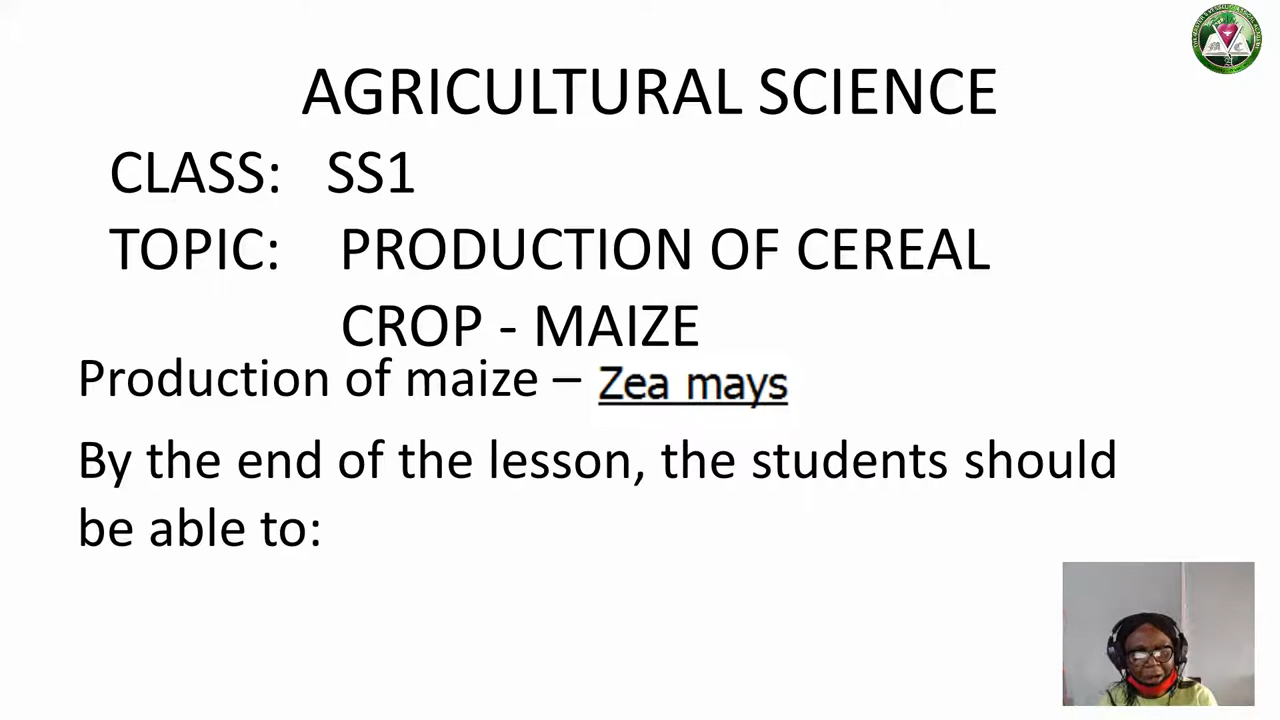 AGRICULTURAL SCIENCE
CLASS: SS1
TOPIC: PRODUCTION OF CEREAL
CROP - MAIZE
Production of maize – Zea mays
By the end of the lesson, the students should
be able to: